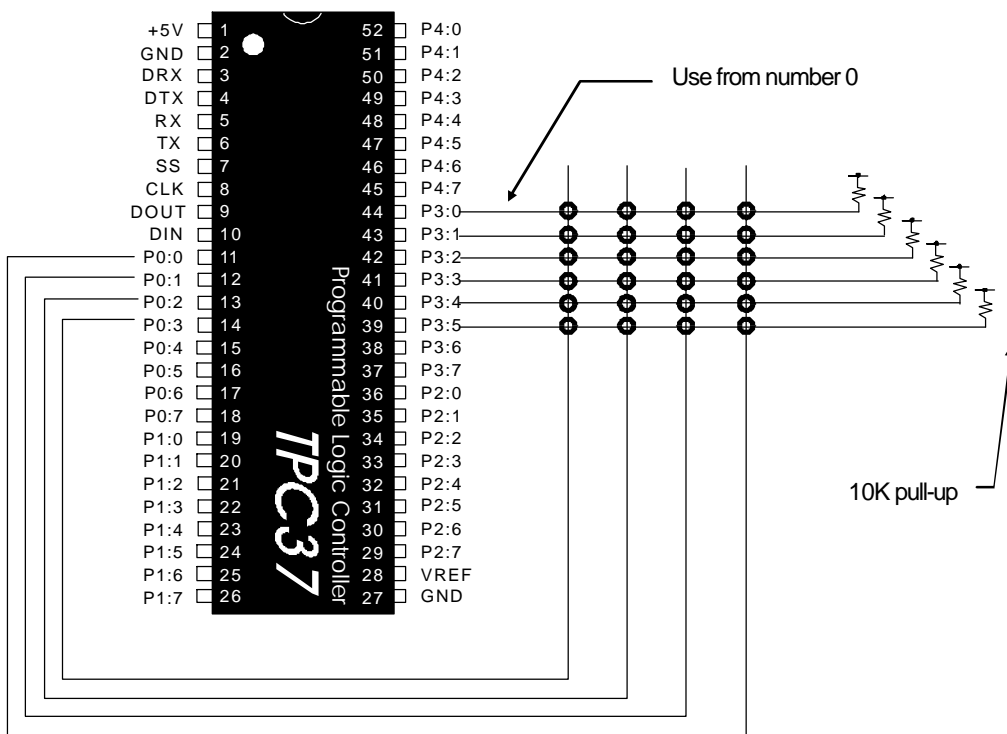 +5V 1 52 P4:0
GND 2 51 P4:1
DRX 3 50 P4:2
DTX 4 49 P4:3
RX 5 48 P4:4
TX 6 47 P4:5
SS 7 46 P4:6
CLK 8 45 P4:7
DOUT 9 44 P3:0
DIN 10 43 P3:1
P0:0 11 42 P3:2
P0:1 12 41 P3:3
P0:2 13 40 P3:4
P0:3 14 39 P3:5
P0:4 15 38 P3:6
P0:5 16 37 P3:7
P0:6 17 36 P2:0
P0:7 18 35 P2:1
P1:0 19 34 P2:2
P1:1 20 33 P2:3
P1:2 21 32 P2:4
P1:3 22 31 P2:5
P1:4 23 30 P2:6
P1:5 24 29 P2:7
P1:6 25 28 VREF
P1:7 26 27 GND
TPC37
Programmable Logic Controller
Use from number 0
10K pull-up